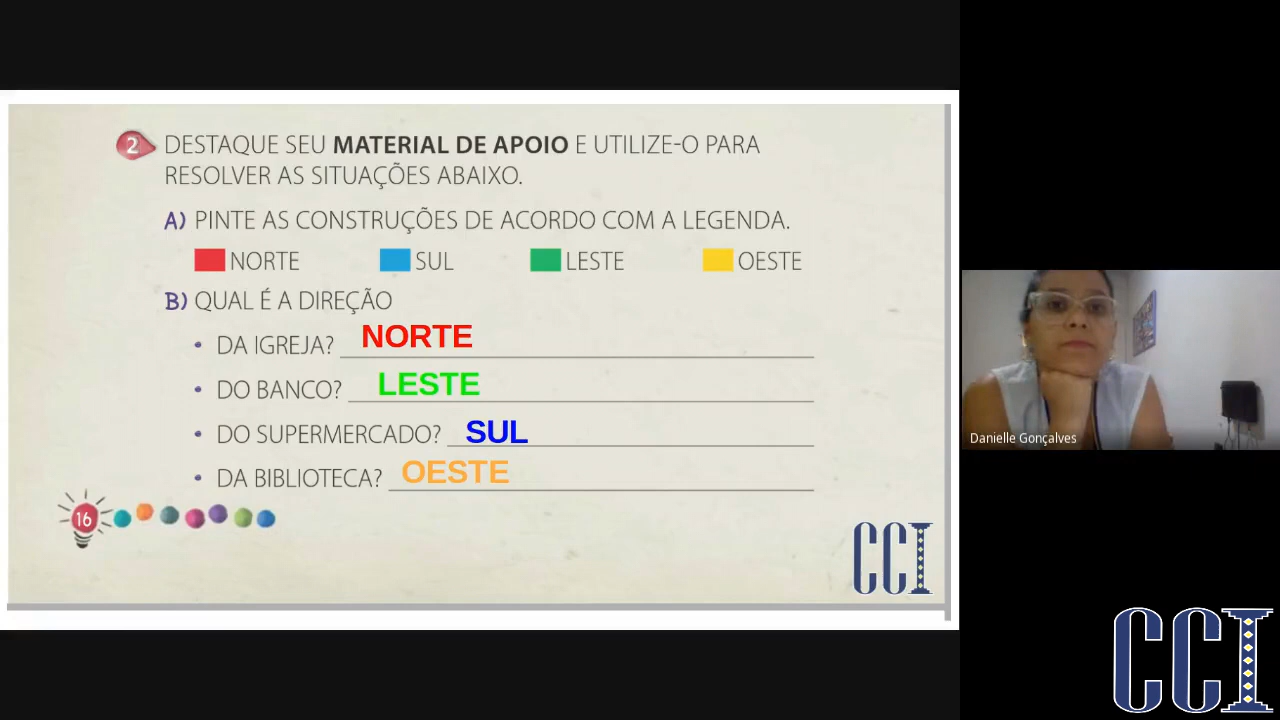 2 DESTAQUE SEU MATERIAL DE APOIO E UTILIZE-O PARA
RESOLVER AS SITUAÇÕES ABAIXO.
A) PINTE AS CONSTRUÇÕES DE ACORDO COM A LEGENDA.
NORTE SUL LESTE OESTE
B) QUAL É A DIREÇÃO
• DA IGREJA? NORTE
• DO BANCO? LESTE
• DO SUPERMERCADO? SUL
• DA BIBLIOTECA? OESTE
16
CCI
Danielle Gonçalves
CCI